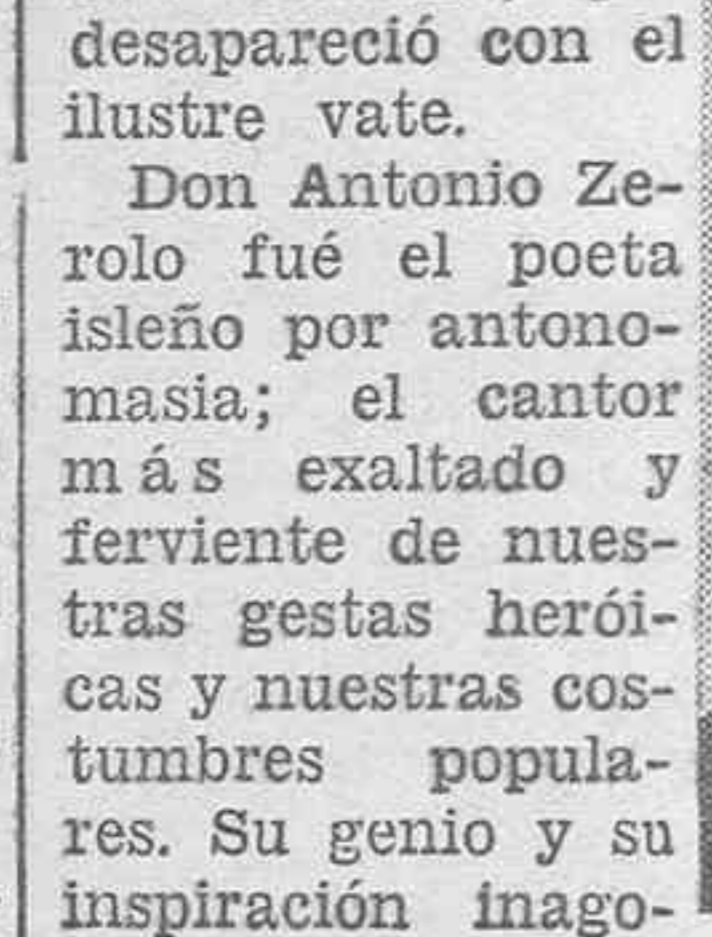 desapareció con el
ilustre vate.
Don Antonio Ze-
rolo fué el poeta
isleño por antono-
masia; el cantor
más exaltado y
ferviente de nues-
tras gestas herói-
cas y nuestras cos-
tumbres popula-
res. Su genio y su
inspiración inago-